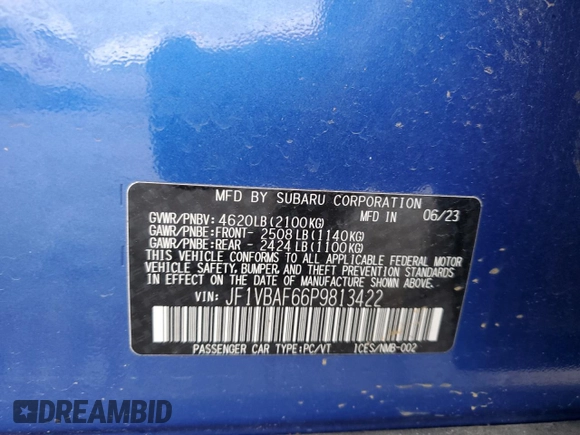 MFD BY SUBARU CORPORATION
GVWR/PNBV: 4620LB(2100KG) MFD IN 06/23
GAWR/PNBE:FRONT- 2508LB(1140KG)
GAWR/PNBE:REAR - 2424LB(1100KG)
THIS VEHICLE CONFORMS TO ALL APPLICABLE FEDERAL MOTOR
VEHICLE SAFETY, BUMPER, AND THEFT PREVENTION STANDARDS
IN EFFECT ON THE DATE OF MANUFACTURE SHOWN ABOVE.
VIN: JF1VBAF66P9813422
PASSENGER CAR TYPE:PC/VT ICES/NMB-002
DREAMBID